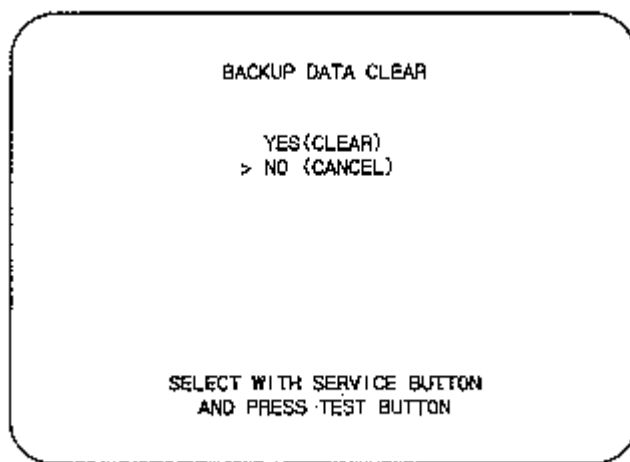 BACKUP DATA CLEAR
YES(CLEAR)
> NO (CANCEL)
SELECT WITH SERVICE BUTTON
AND PRESS TEST BUTTON